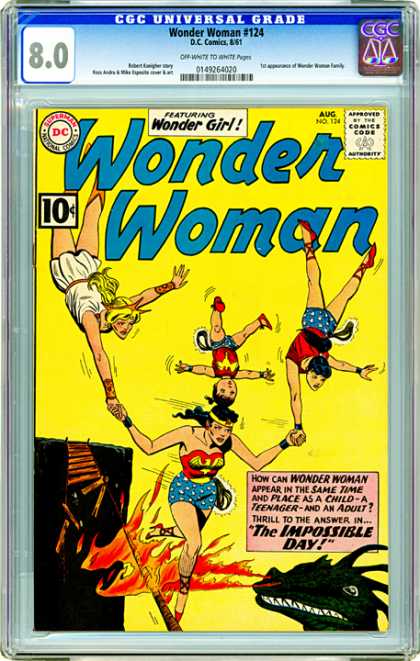 CGC UNIVERSAL GRADE
8.0
Wonder Woman #124
D.C. Comics, 8/61
OFF-WHITE TO WHITE Pages
Robert Kanigher story
Ross Andru & Mike Esposito cover & art
1st appearance of Wonder Woman Family.
0149264020
CGC
SUPERMAN
DC
NATIONAL COMICS
FEATURING
Wonder Girl!
AUG.
NO. 124
APPROVED
BY THE
COMICS
CODE
AUTHORITY
Wonder
Woman
10¢
HOW CAN WONDER WOMAN
APPEAR IN THE SAME TIME
AND PLACE AS A CHILD-A
TEENAGER-AND AN ADULT?
THRILL TO THE ANSWER IN...
"The IMPOSSIBLE
DAY!"